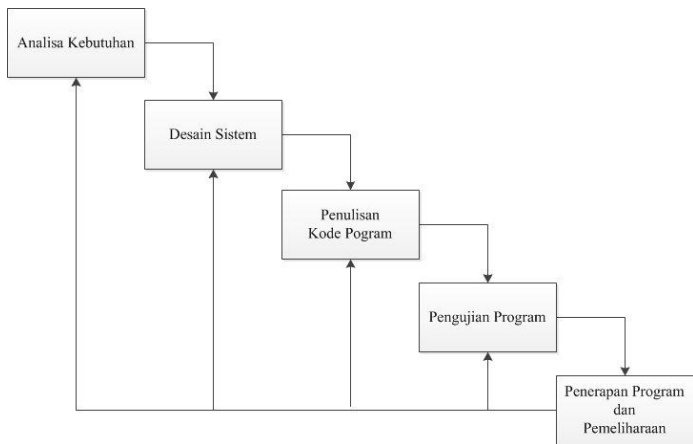 Analisa Kebutuhan
Desain Sistem
Penulisan
Kode Pogram
Pengujian Program
Penerapan Program
dan
Pemeliharaan